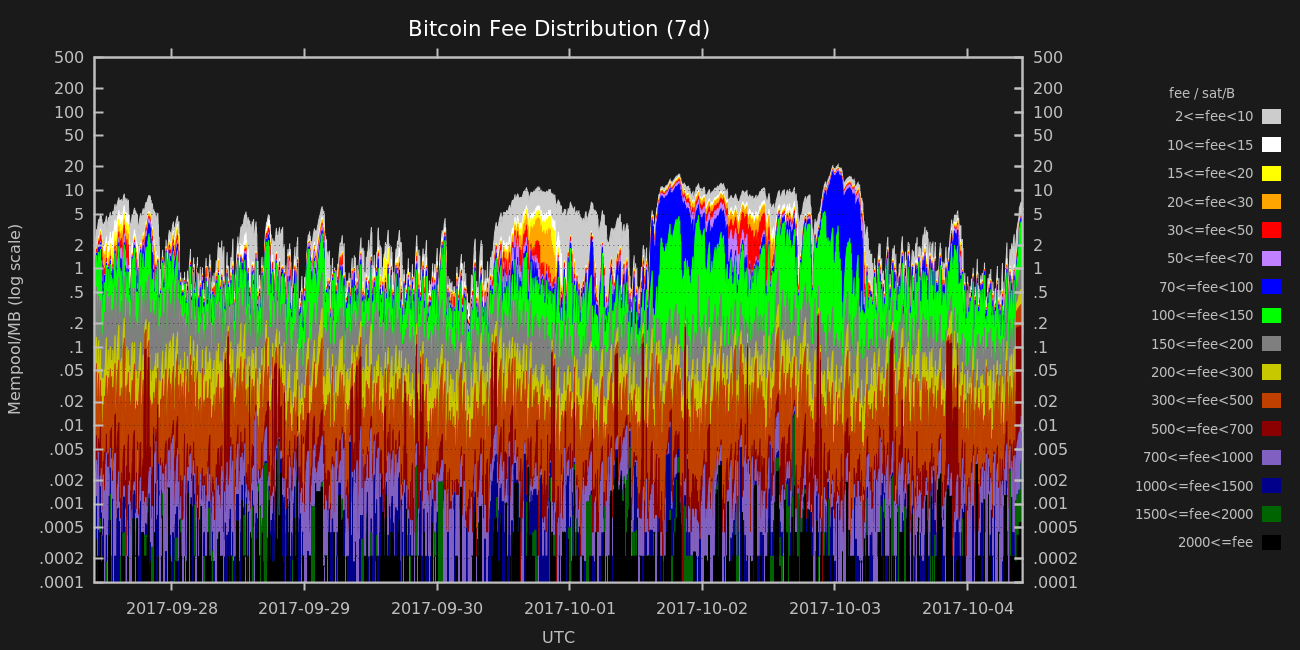 Bitcoin Fee Distribution (7d)
Mempool/MB (log scale)
500
200
100
50
20
10
5
2
1
.5
.2
.1
.05
.02
.01
.005
.002
.001
.0005
.0002
.0001
500
200
100
50
20
10
5
2
1
.5
.2
.1
.05
.02
.01
.005
.002
.001
.0005
.0002
.0001
2017-09-28 2017-09-29 2017-09-30 2017-10-01 2017-10-02 2017-10-03 2017-10-04
UTC
fee / sat/B
2<=fee<10
10<=fee<15
15<=fee<20
20<=fee<30
30<=fee<50
50<=fee<70
70<=fee<100
100<=fee<150
150<=fee<200
200<=fee<300
300<=fee<500
500<=fee<700
700<=fee<1000
1000<=fee<1500
1500<=fee<2000
2000<=fee